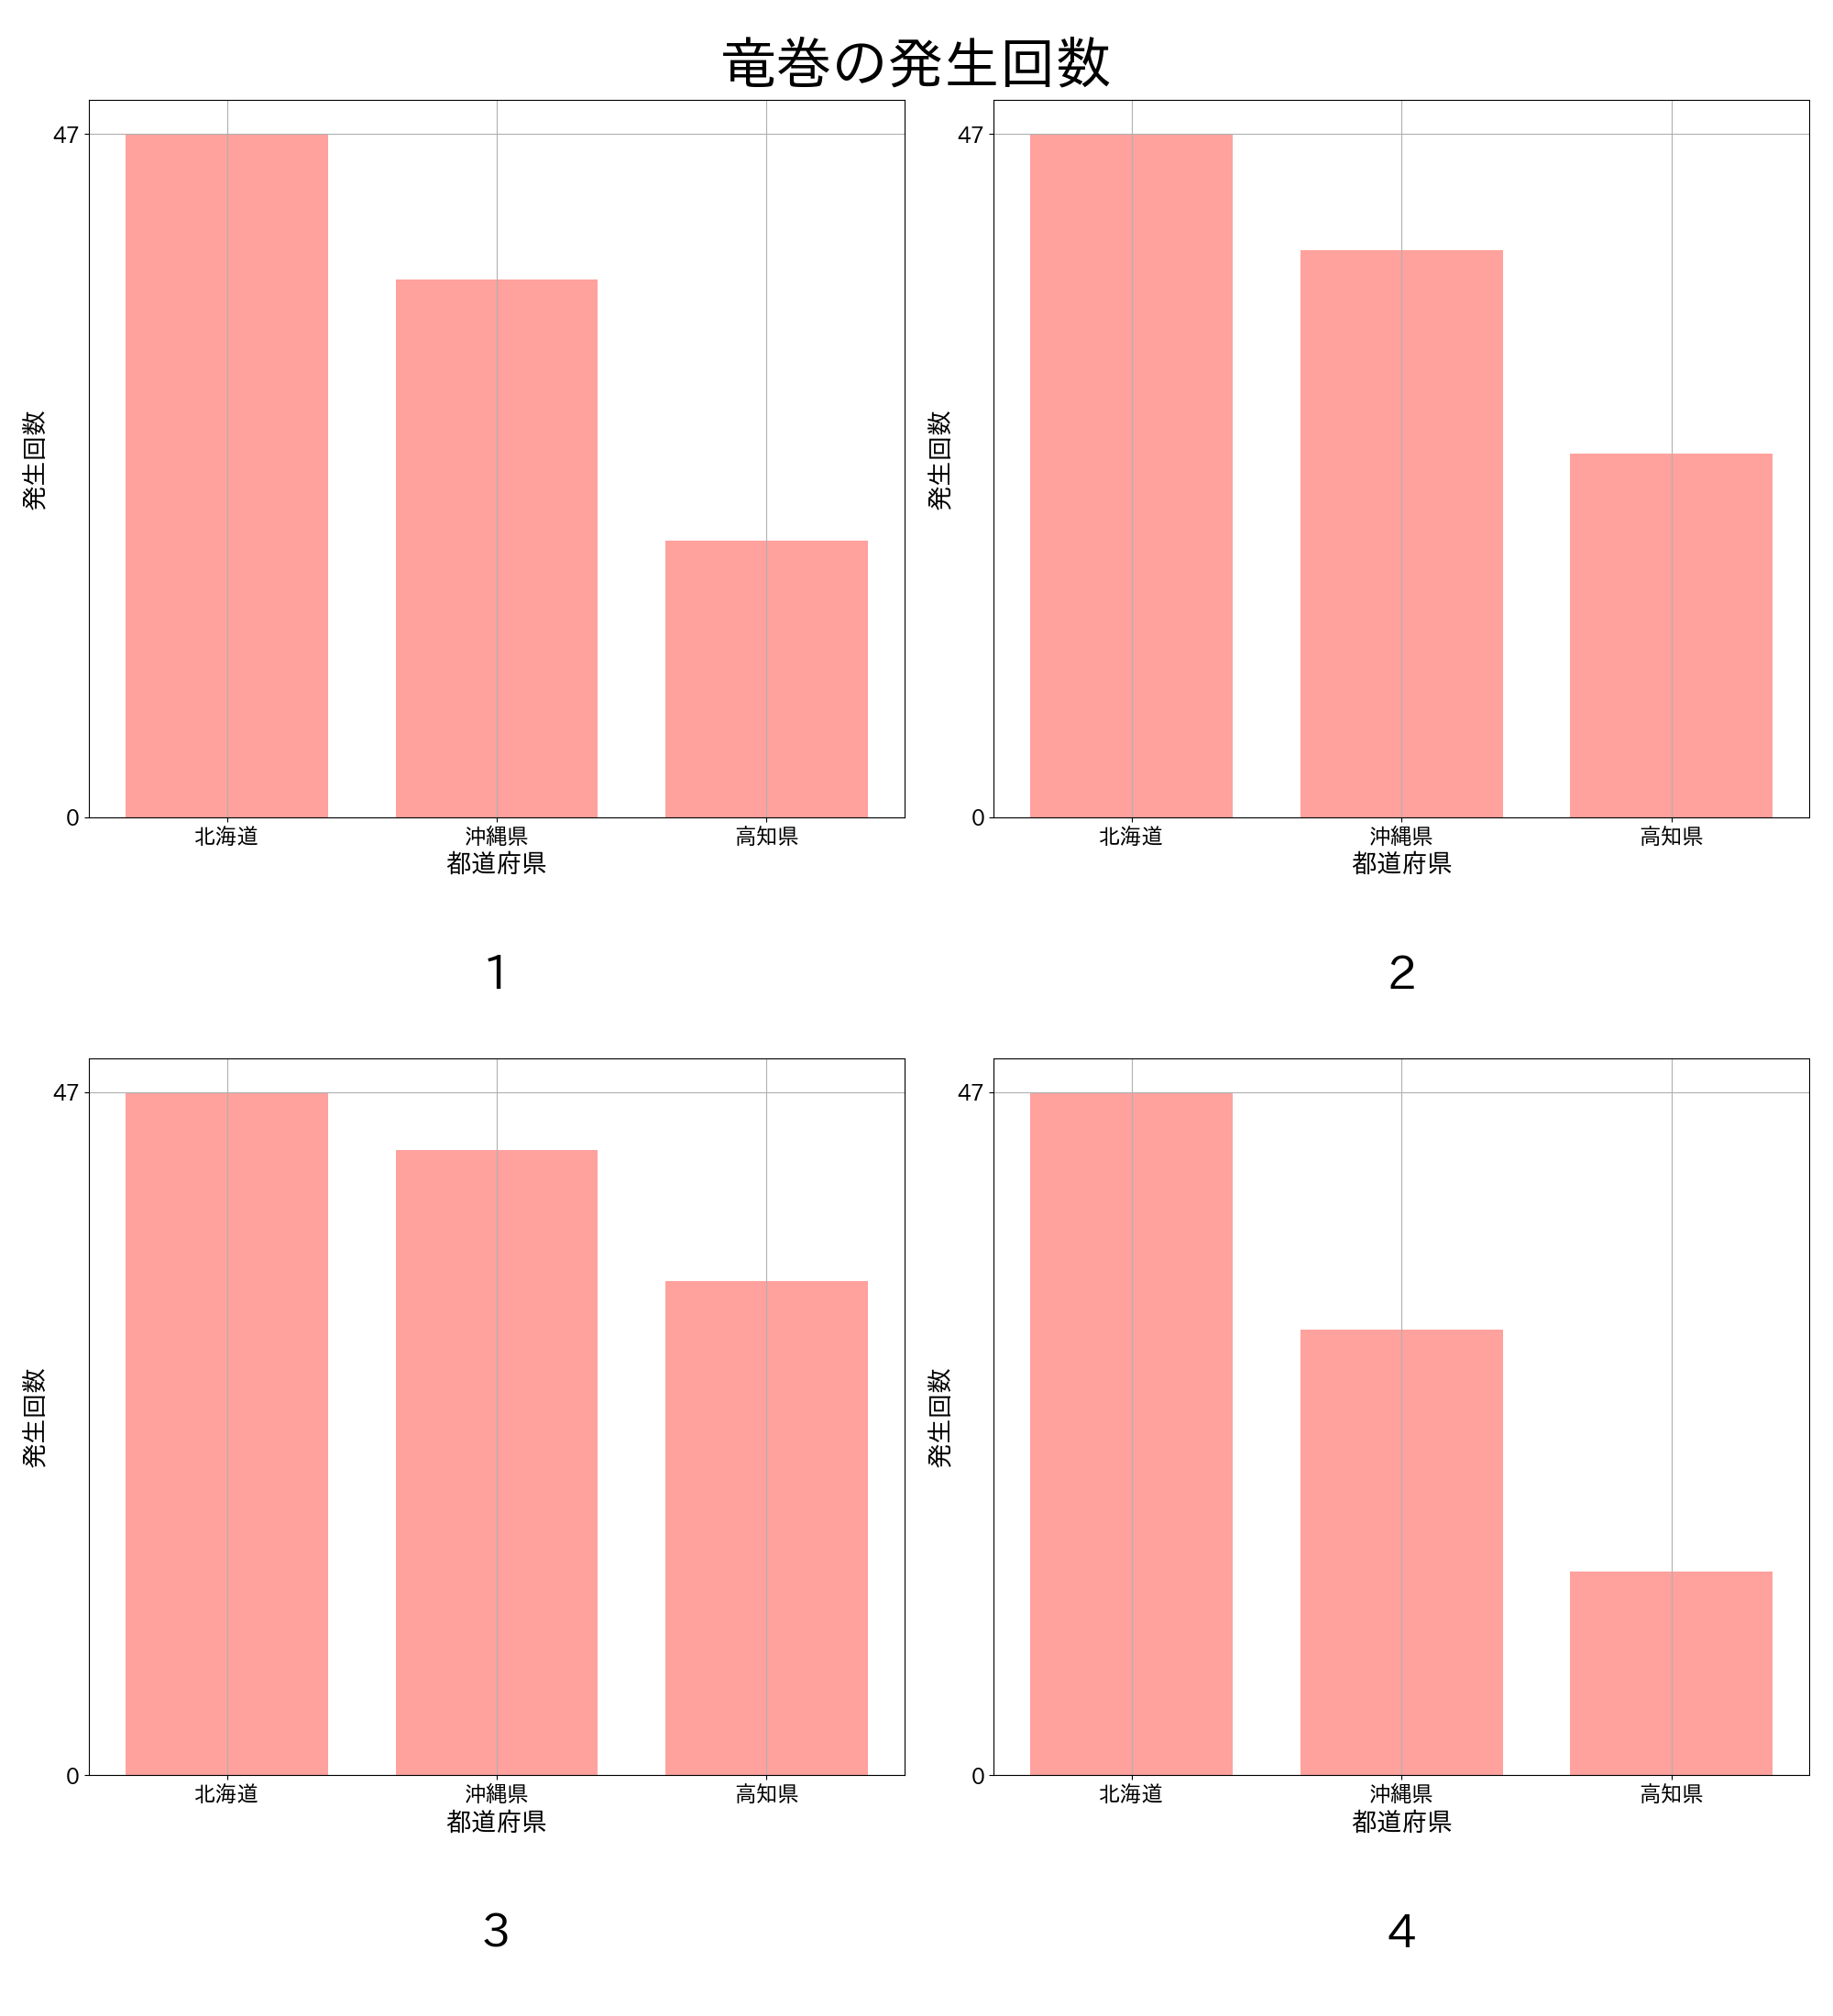 竜巻の発生回数
47
発生回数
0
北海道 沖縄県 高知県
都道府県
1
47
発生回数
0
北海道 沖縄県 高知県
都道府県
2
47
発生回数
0
北海道 沖縄県 高知県
都道府県
3
47
発生回数
0
北海道 沖縄県 高知県
都道府県
4